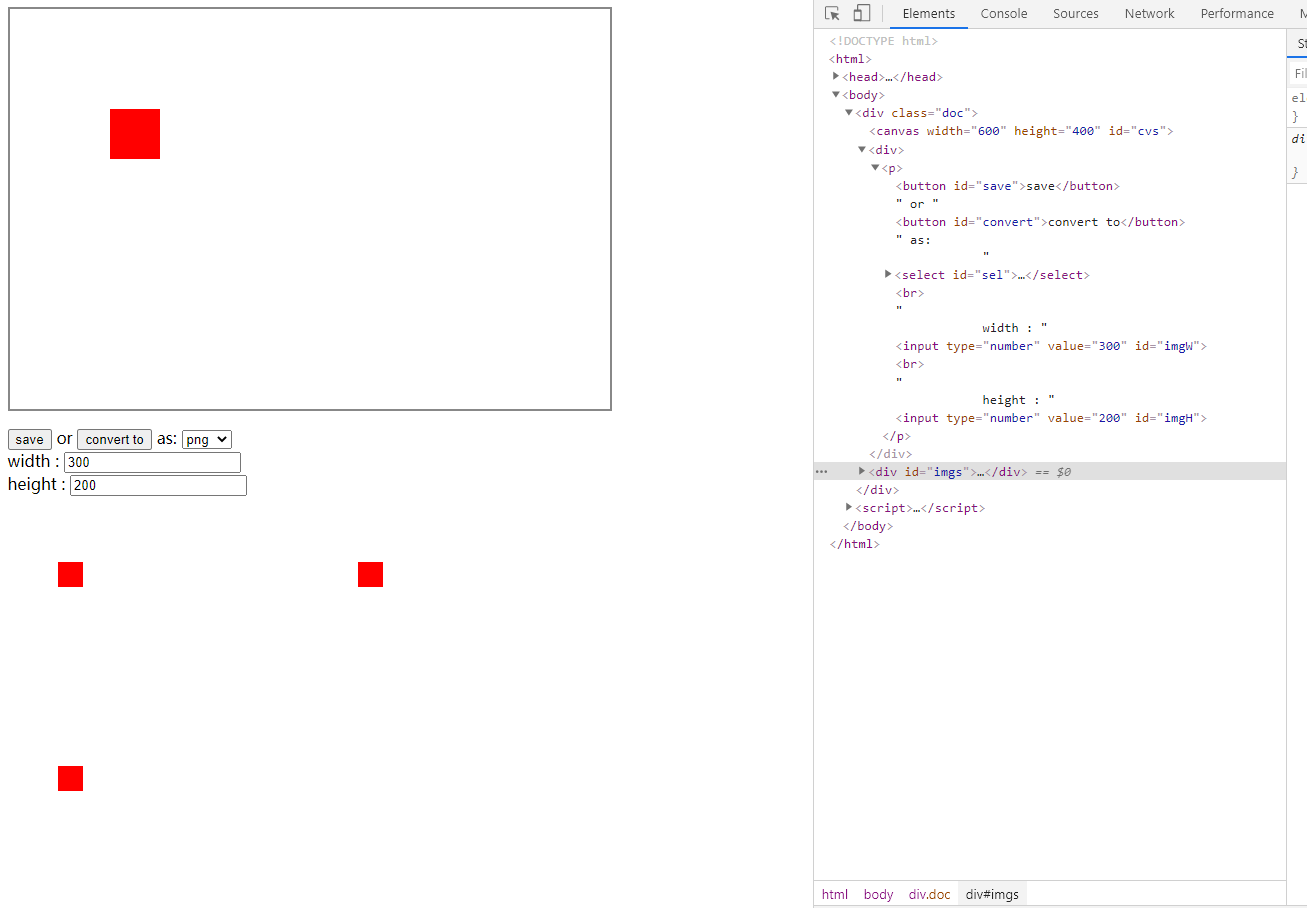 save or convert to as: png
width : 300
height : 200
Elements Console Sources Network Performance
<!DOCTYPE html>
<html>
<head>…</head>
<body>
<div class="doc">
<canvas width="600" height="400" id="cvs">
<div>
<p>
<button id="save">save</button>
" or "
<button id="convert">convert to</button>
" as:
"
<select id="sel">…</select>
<br>
"
width : "
<input type="number" value="300" id="imgW">
<br>
"
height : "
<input type="number" value="200" id="imgH">
</p>
</div>
<div id="imgs">…</div> == $0
</div>
<script>…</script>
</body>
</html>
html body div.doc div#imgs
St
Fil
els
}
di
}